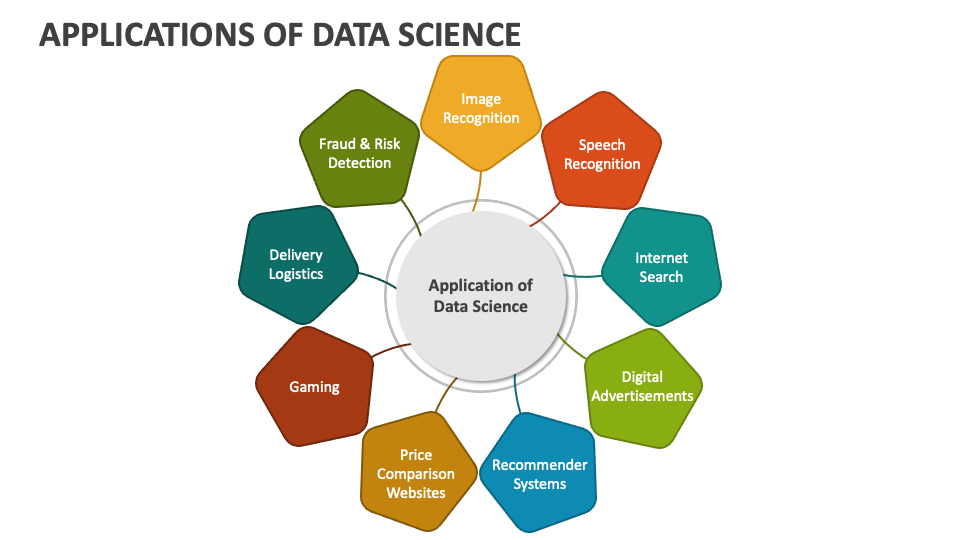 APPLICATIONS OF DATA SCIENCE
Image
Recognition
Speech
Recognition
Internet
Search
Digital
Advertisements
Recommender
Systems
Price
Comparison
Websites
Gaming
Delivery
Logistics
Fraud & Risk
Detection
Application of
Data Science